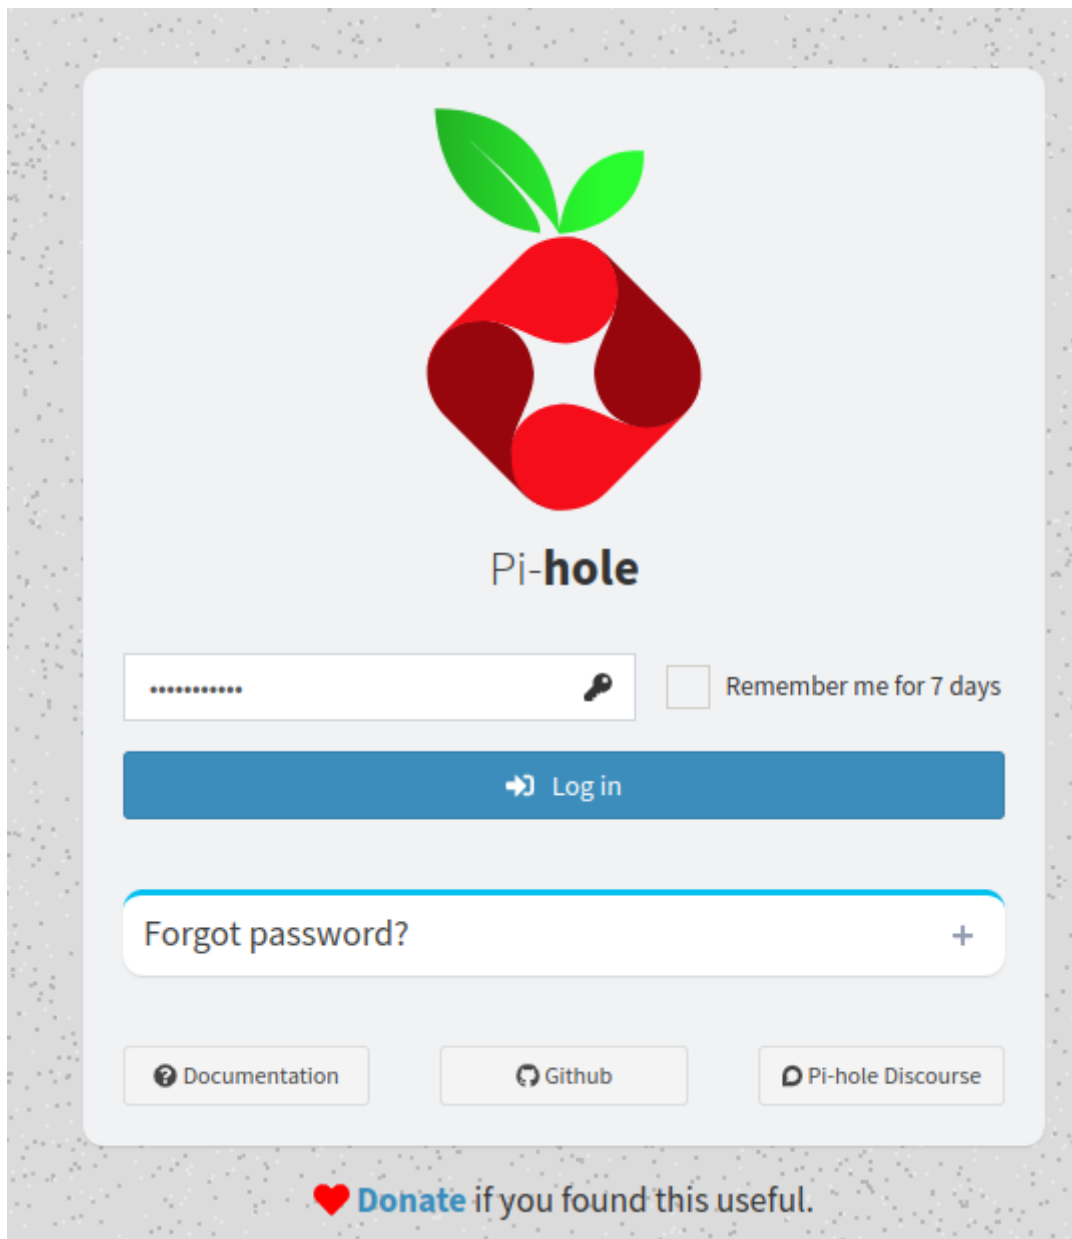 Pi-hole
••••••••••• Remember me for 7 days
Log in
Forgot password? +
Documentation Github Pi-hole Discourse
Donate if you found this useful.